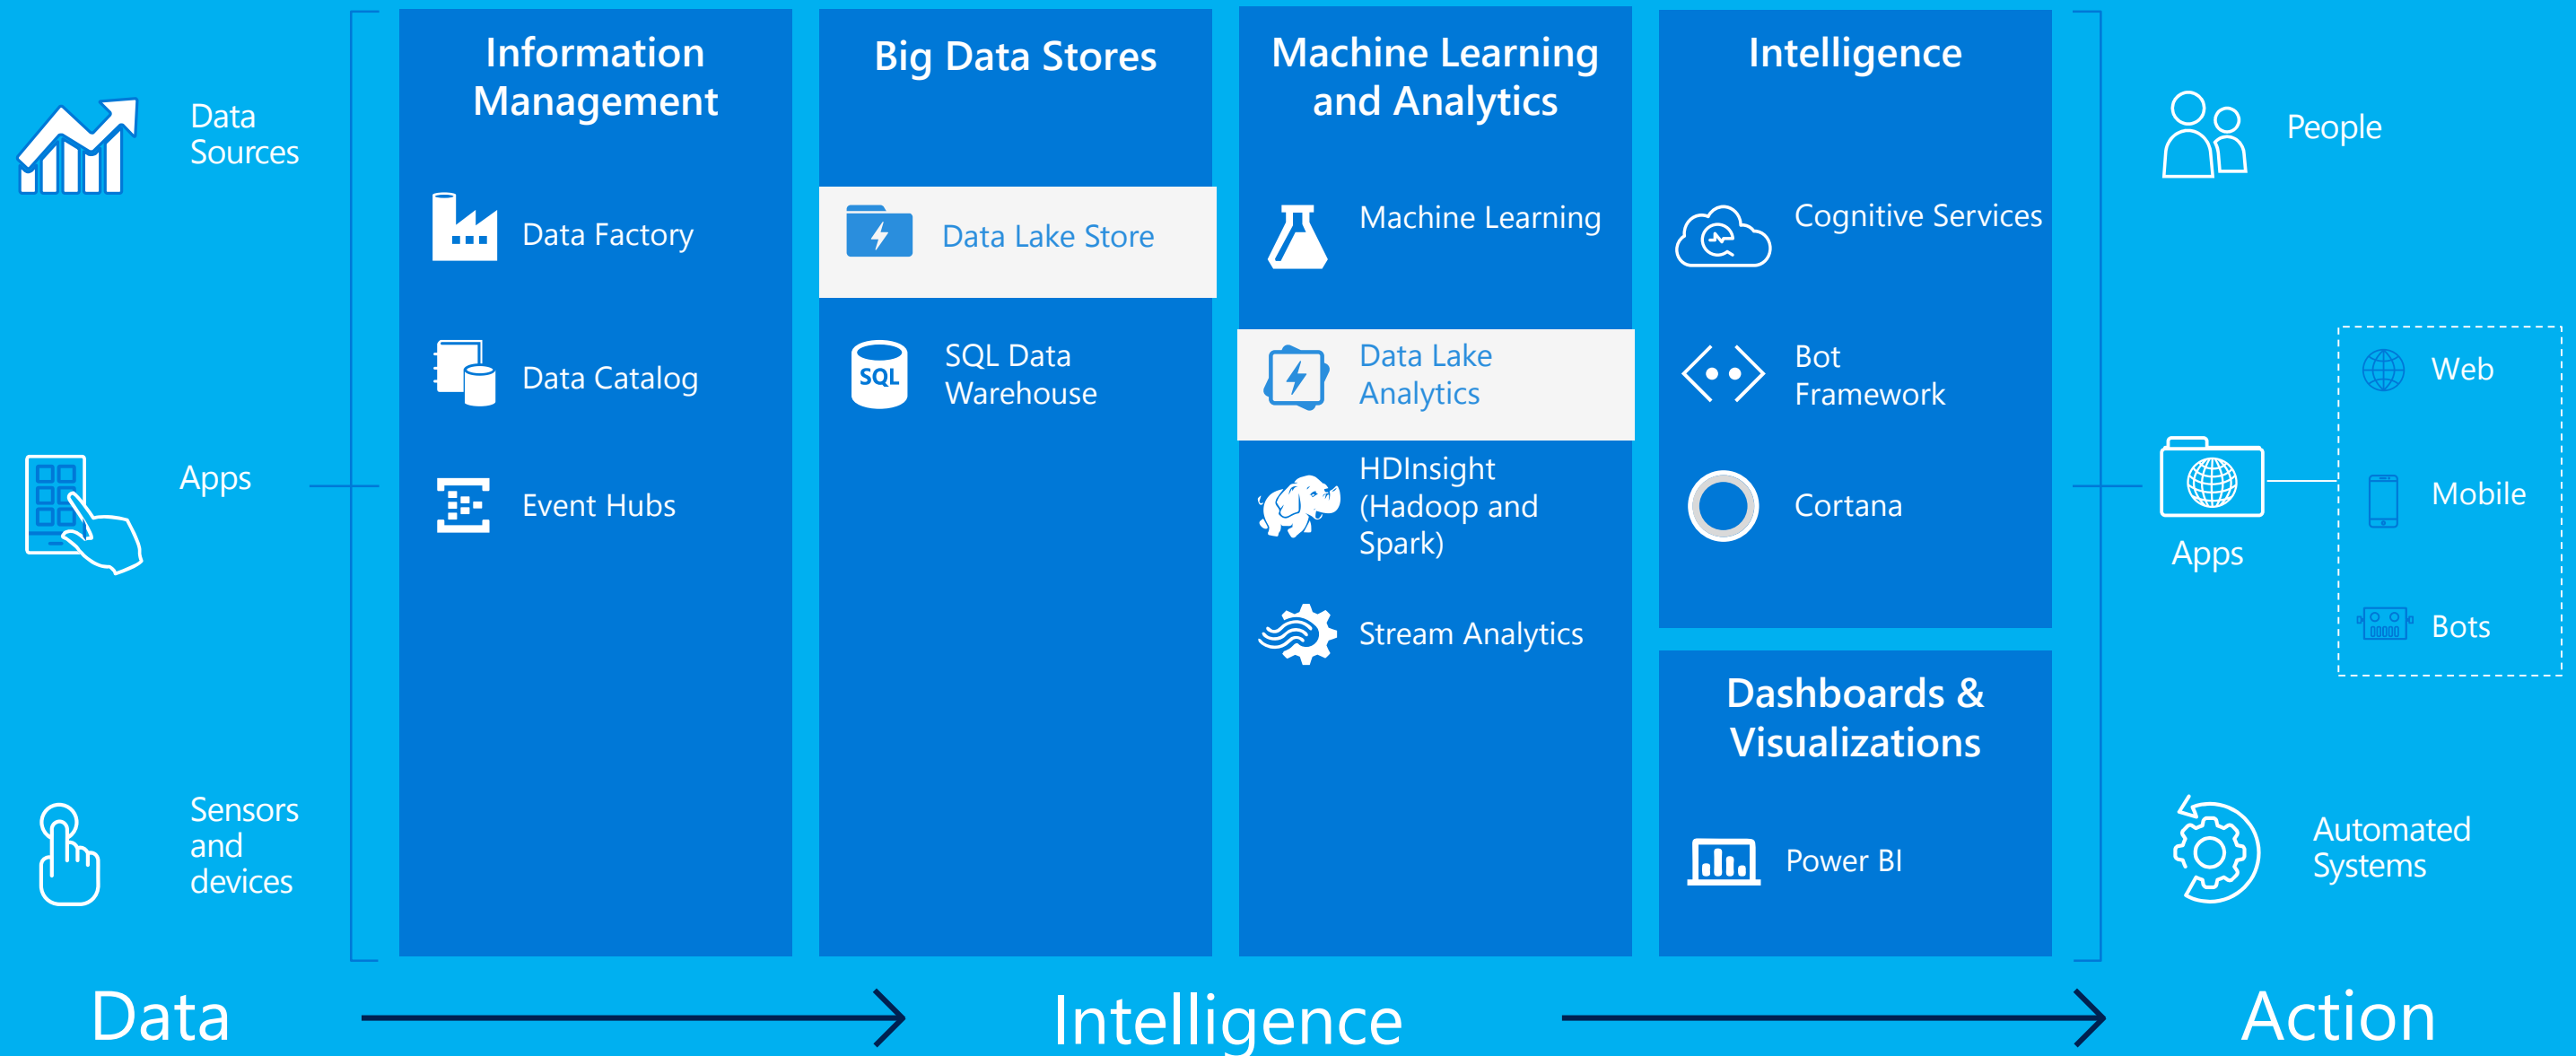 Data
Sources
Apps
Sensors
and
devices
Information
Management
Data Factory
Data Catalog
Event Hubs
Big Data Stores
Data Lake Store
SQL
SQL Data
Warehouse
Machine Learning
and Analytics
Machine Learning
Data Lake
Analytics
HDInsight
(Hadoop and
Spark)
Stream Analytics
Intelligence
Cognitive Services
Bot
Framework
Cortana
Dashboards &
Visualizations
Power BI
People
Apps
Web
Mobile
Bots
Automated
Systems
Data
Intelligence
Action